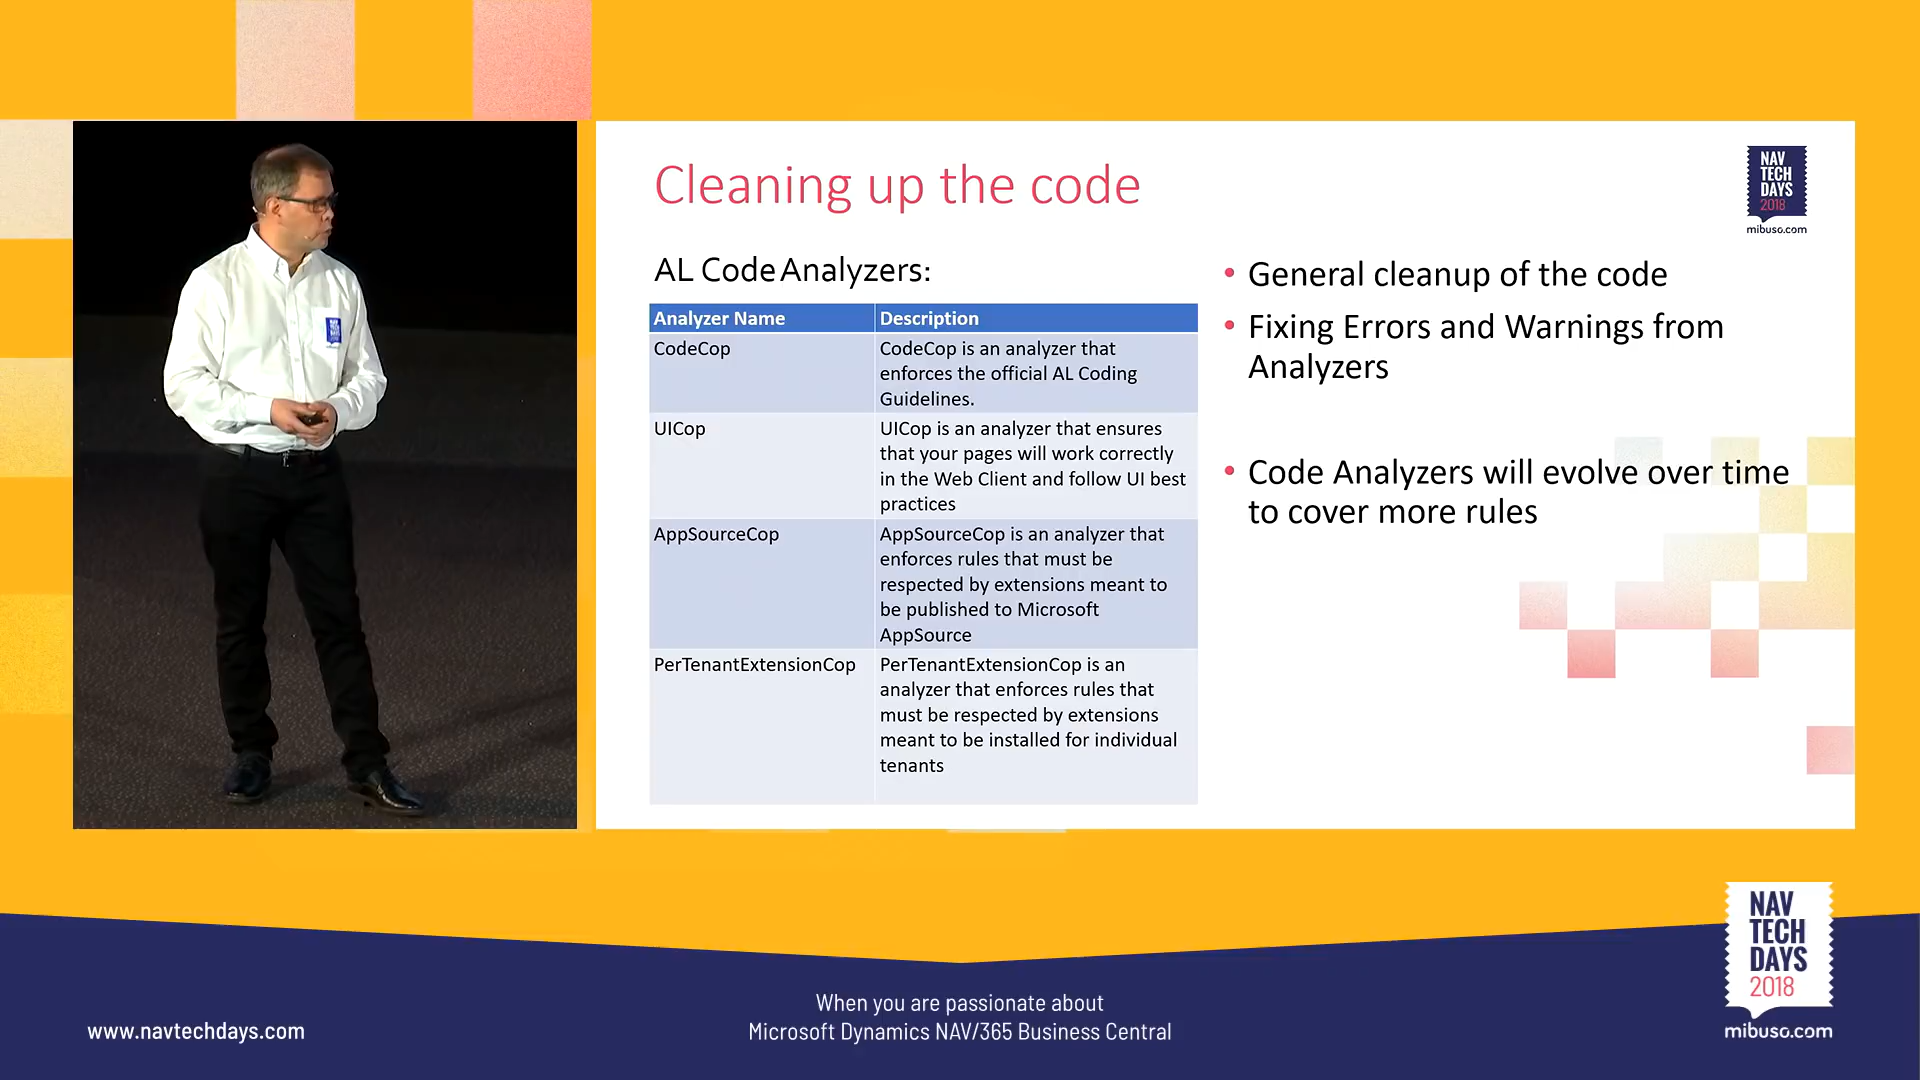 Cleaning up the code
NAV
TECH
DAYS
2018
mibuso.com
AL Code Analyzers:
Analyzer Name Description
CodeCop CodeCop is an analyzer that
enforces the official AL Coding
Guidelines.
UICop UICop is an analyzer that ensures
that your pages will work correctly
in the Web Client and follow UI best
practices
AppSourceCop AppSourceCop is an analyzer that
enforces rules that must be
respected by extensions meant to
be published to Microsoft
AppSource
PerTenantExtensionCop PerTenantExtensionCop is an
analyzer that enforces rules that
must be respected by extensions
meant to be installed for individual
tenants
• General cleanup of the code
• Fixing Errors and Warnings from
Analyzers
• Code Analyzers will evolve over time
to cover more rules
NAV
TECH
DAYS
NAV
TECH
DAYS
2018
mibuso.com
www.navtechdays.com
When you are passionate about
Microsoft Dynamics NAV/365 Business Central